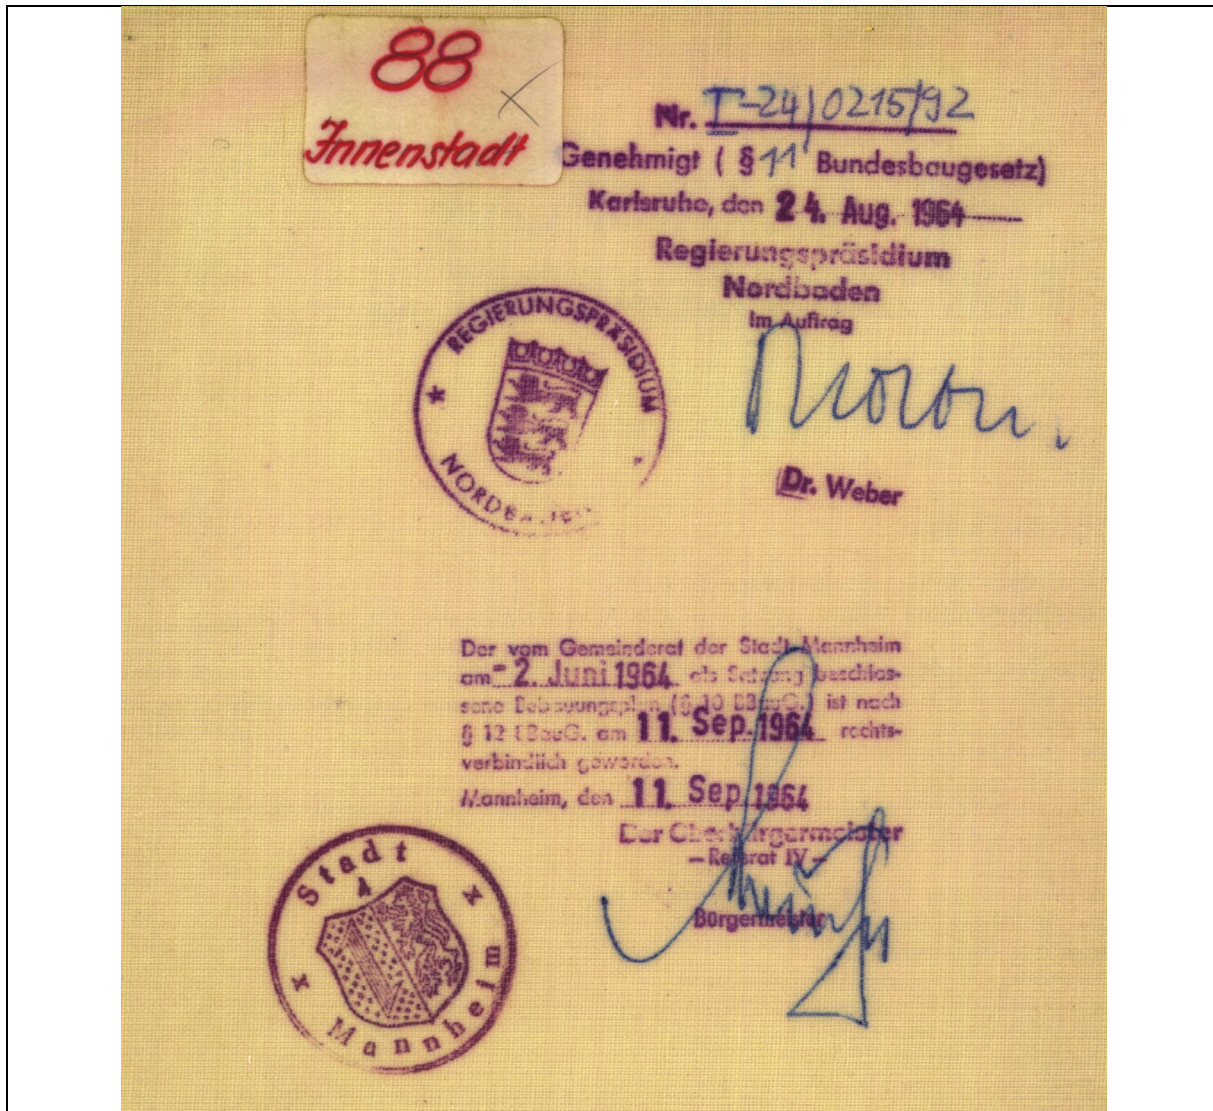 88
Innenstadt
Nr. I-24/0215/92
Genehmigt ( § 11 Bundesbaugesetz)
Karlsruhe, den 24. Aug. 1964
Regierungspräsidium
Nordbaden
Im Auftrag
Dr. Weber
REGIERUNGSPRÄSIDIUM
Der vom Gemeinderat der Stadt Mannheim
am - 2. Juni 1964 als Satzung beschlos-
sene Bebauungsplan (§ 10 BBauG.) ist nach
§ 12 BBauG. am 11. Sep. 1964 rechts-
verbindlich geworden.
Mannheim, den 11. Sep. 1964
Der Oberbürgermeister
– Referat IV –
Bürgermeister
Stadt
4
Mannheim